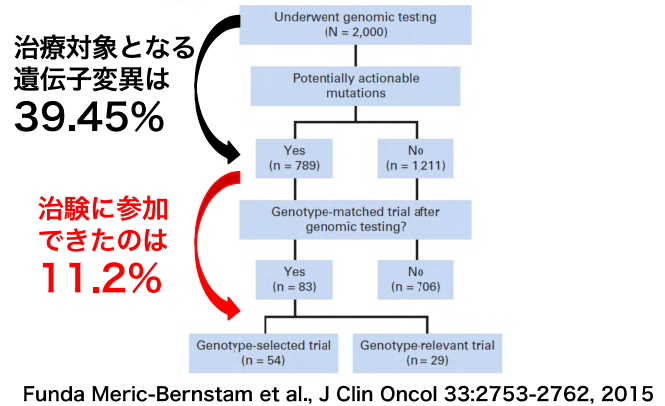 Underwent genomic testing
(N = 2,000)
治療対象となる
遺伝子変異は
39.45%
Potentially actionable
mutations
Yes
(n = 789)
No
(n = 1211)
治験に参加
できたのは
11.2%
Genotype-matched trial after
genomic testing?
Yes
(n = 83)
No
(n = 706)
Genotype-selected trial
(n = 54)
Genotype-relevant trial
(n = 29)
Funda Meric-Bernstam et al., J Clin Oncol 33:2753-2762, 2015